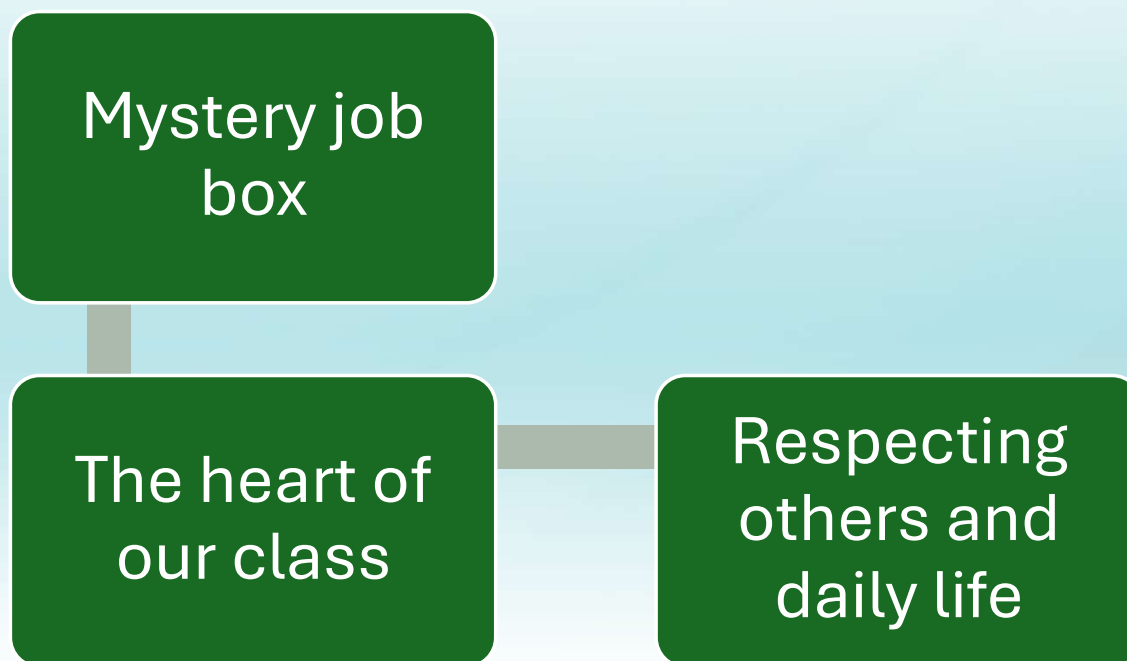 Mystery job
box
The heart of
our class
Respecting
others and
daily life